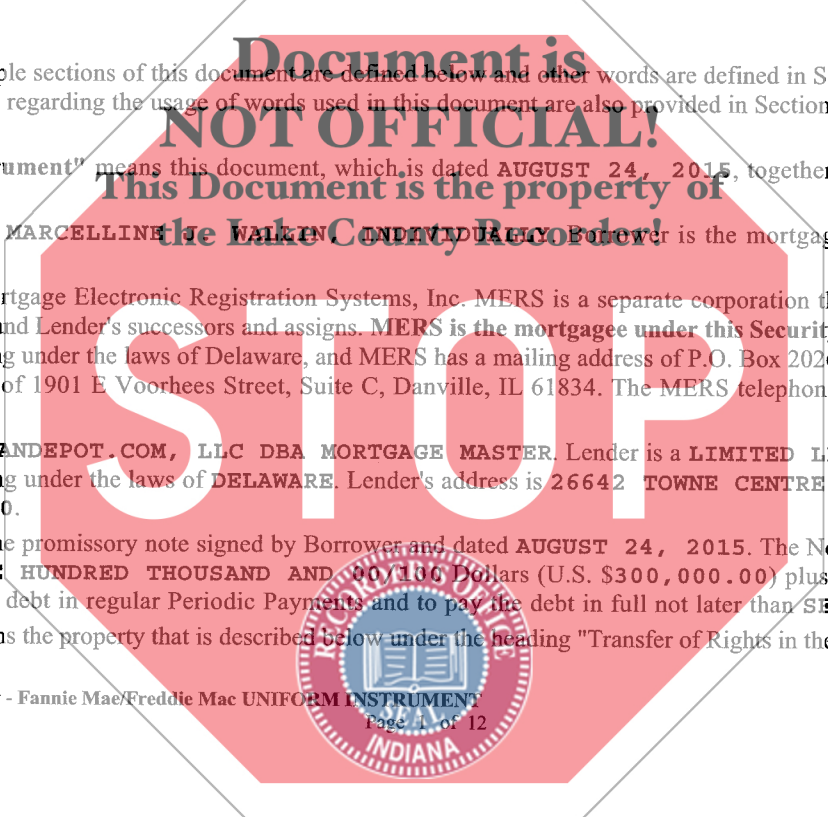 Document is
NOT OFFICIAL!
This Document is the property of
the Lake County Recorder!
STOP
ple sections of this document are defined below and other words are defined in S
regarding the usage of words used in this document are also provided in Section
rument" means this document, which is dated AUGUST 24, 2015, together
MARCELLINE J. WALLIN, INDIVIDUALLY. Borrower is the mortgag
rtgage Electronic Registration Systems, Inc. MERS is a separate corporation t
nd Lender's successors and assigns. MERS is the mortgagee under this Securit
g under the laws of Delaware, and MERS has a mailing address of P.O. Box 202
of 1901 E Voorhees Street, Suite C, Danville, IL 61834. The MERS telephon
ANDEPOT.COM, LLC DBA MORTGAGE MASTER. Lender is a LIMITED L
g under the laws of DELAWARE. Lender's address is 26642 TOWNE CENTRE
0.
e promissory note signed by Borrower and dated AUGUST 24, 2015. The No
HUNDRED THOUSAND AND 00/100 Dollars (U.S. $300,000.00) plus
debt in regular Periodic Payments and to pay the debt in full not later than SE
ns the property that is described below under the heading "Transfer of Rights in the
- Fannie Mae/Freddie Mac UNIFORM INSTRUMENT
Page 1 of 12
RECORDER'S OFFICE
SEAL
INDIANA